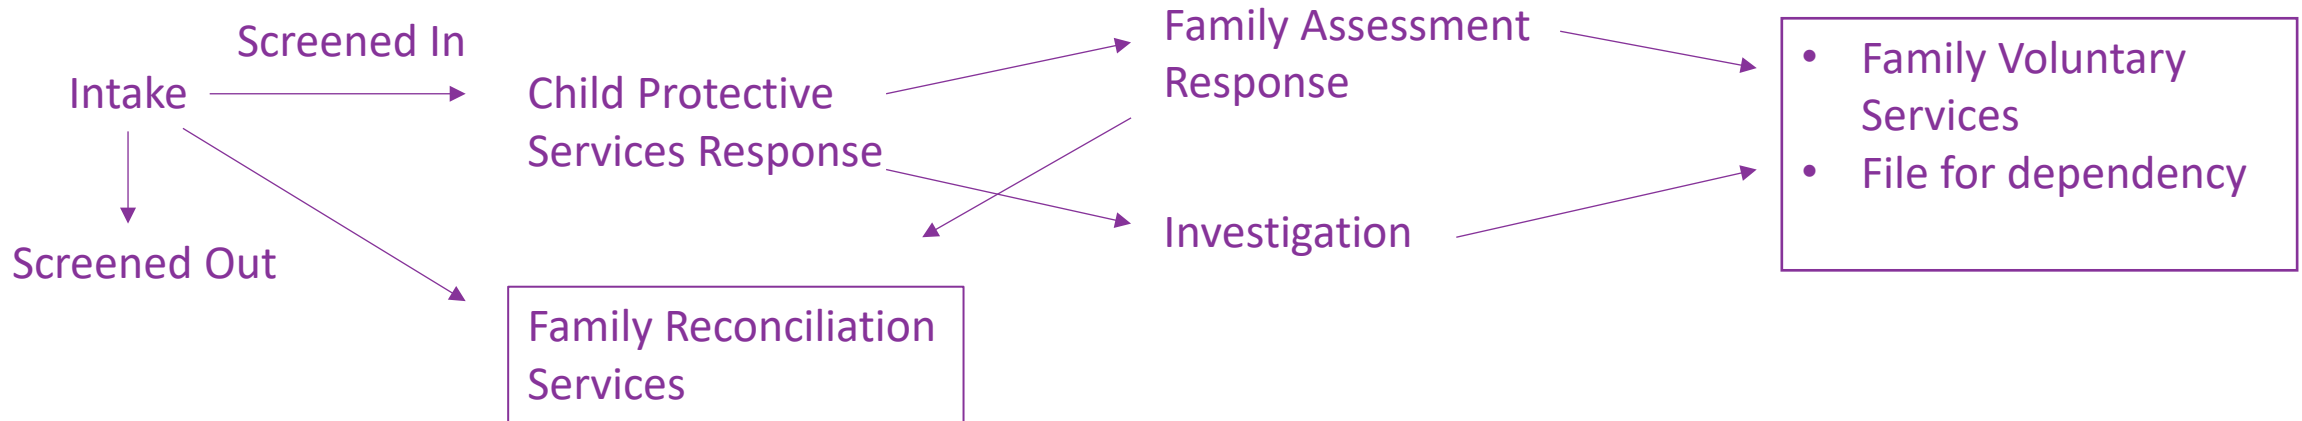 Screened In
Intake
Screened Out
Child Protective
Services Response
Family Reconciliation
Services
Family Assessment
Response
Investigation
• Family Voluntary
Services
• File for dependency